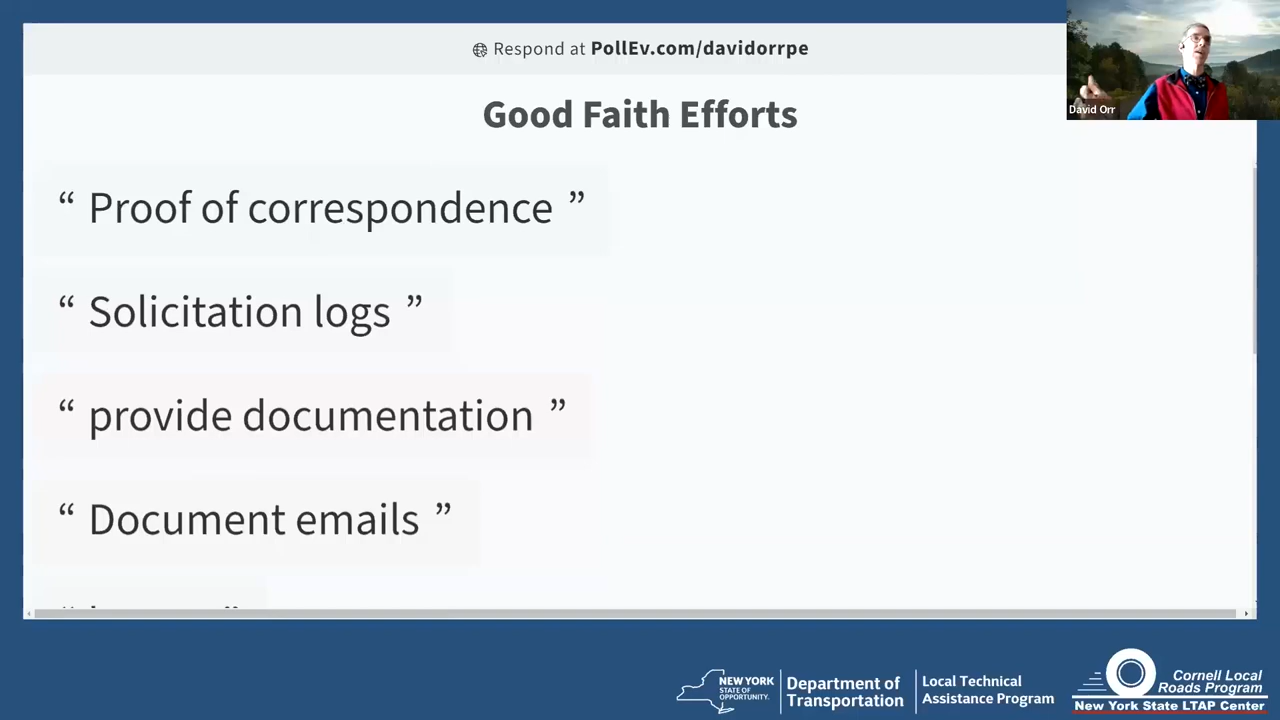 Respond at PollEv.com/davidorrpe
David Orr
Good Faith Efforts
“ Proof of correspondence ”
“ Solicitation logs ”
“ provide documentation ”
“ Document emails ”
NEW YORK
STATE OF
OPPORTUNITY.
Department of
Transportation
Local Technical
Assistance Program
Cornell Local
Roads Program
New York State LTAP Center